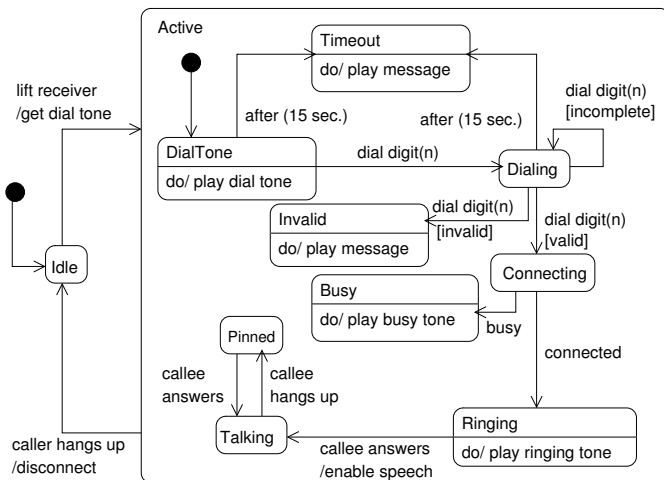 Active
Timeout
do/ play message
lift receiver
/get dial tone
after (15 sec.)
after (15 sec.)
dial digit(n)
[incomplete]
DialTone
do/ play dial tone
dial digit(n)
Dialing
Idle
Invalid
do/ play message
dial digit(n)
[invalid]
dial digit(n)
[valid]
Connecting
Busy
do/ play busy tone
busy
Pinned
connected
callee
answers
callee
hangs up
Talking
Ringing
do/ play ringing tone
callee answers
/enable speech
caller hangs up
/disconnect